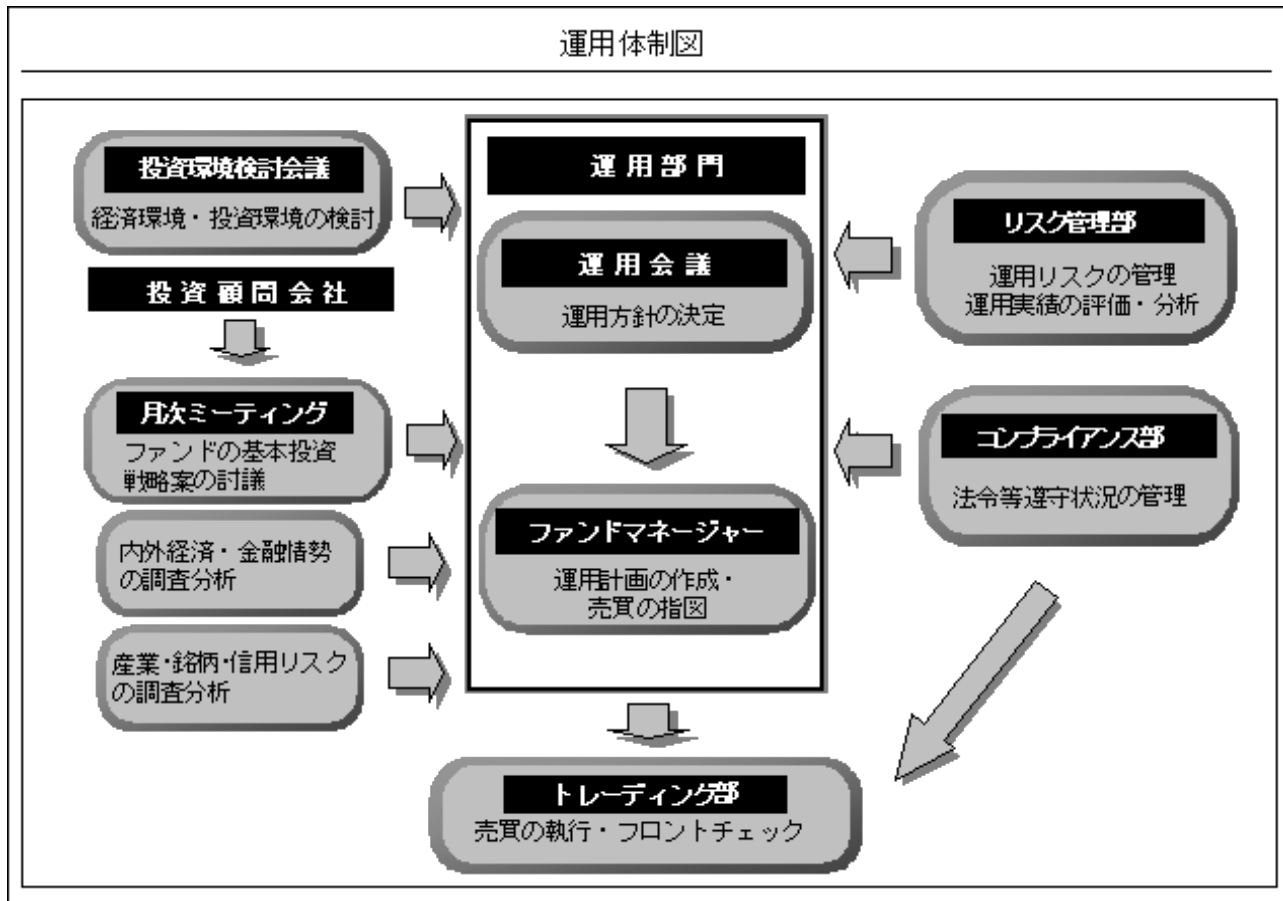 運用体制図
投資環境検討会議
経済環境・投資環境の検討
投資顧問会社
月次ミーティング
ファンドの基本投資
戦略案の討議
内外経済・金融情勢
の調査分析
産業・銘柄・信用リスク
の調査分析
運用部門
運用会議
運用方針の決定
ファンドマネージャー
運用計画の作成・
売買の指図
リスク管理部
運用リスクの管理
運用実績の評価・分析
コンプライアンス部
法令等遵守状況の管理
トレーディング部
売買の執行・フロントチェック